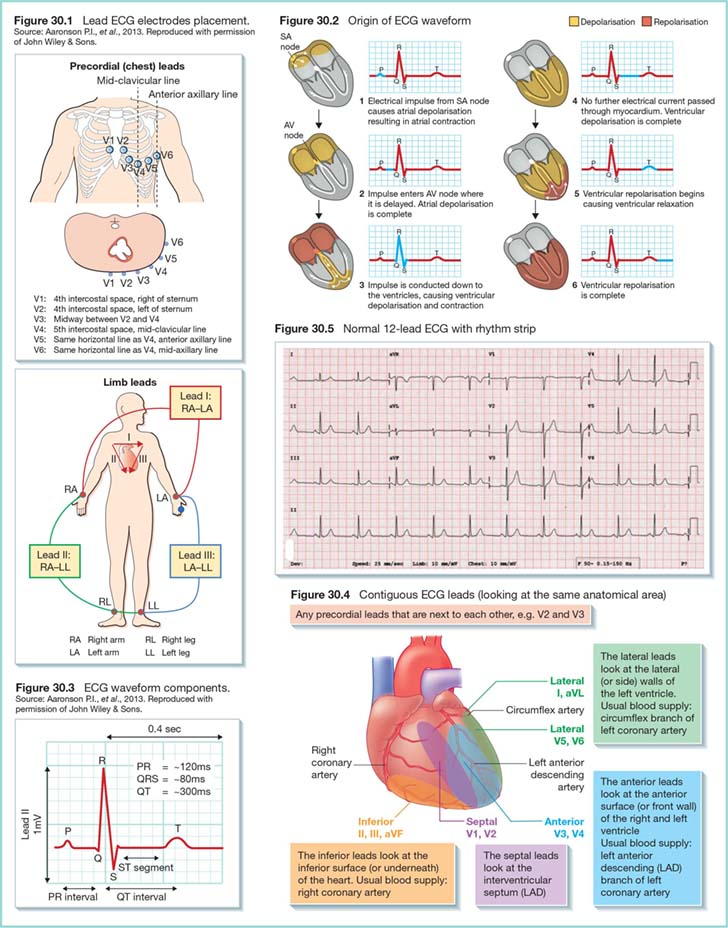 Figure 30.1 Lead ECG electrodes placement.
Source: Aaronson P.I., et al., 2013. Reproduced with permission
of John Wiley & Sons.
Precordial (chest) leads
Mid-clavicular line
Anterior axillary line
V1 V2
V3 V4 V5 V6
V6
V5
V4
V1 V2 V3
V1: 4th intercostal space, right of sternum
V2: 4th intercostal space, left of sternum
V3: Midway between V2 and V4
V4: 5th intercostal space, mid-clavicular line
V5: Same horizontal line as V4, anterior axillary line
V6: Same horizontal line as V4, mid-axillary line
Limb leads
Lead I:
RA–LA
I
II III
RA
LA
Lead II:
RA–LL
Lead III:
LA–LL
RL LL
RA Right arm RL Right leg
LA Left arm LL Left leg
Figure 30.3 ECG waveform components.
Source: Aaronson P.I., et al., 2013. Reproduced with
permission of John Wiley & Sons.
0.4 sec
R
PR = ~120ms
QRS = ~80ms
QT = ~300ms
Lead II
1mV
P
T
Q
S
ST segment
PR interval QT interval
Figure 30.2 Origin of ECG waveform
Depolarisation Repolarisation
SA
node
R
P T
Q
S
1 Electrical impulse from SA node
causes atrial depolarisation
resulting in atrial contraction
AV
node
R
P T
Q
S
2 Impulse enters AV node where
it is delayed. Atrial depolarisation
is complete
R
P T
Q
S
3 Impulse is conducted down to
the ventricles, causing ventricular
depolarisation and contraction
R
P T
Q
S
4 No further electrical current passed
through myocardium. Ventricular
depolarisation is complete
R
P T
Q
S
5 Ventricular repolarisation begins
causing ventricular relaxation
R
P T
Q
S
6 Ventricular repolarisation
is complete
Figure 30.5 Normal 12-lead ECG with rhythm strip
I aVR V1 V4
II aVL V2 V5
III aVF V3 V6
II
Dev: Speed: 25 mm/sec Limb: 10 mm/mV Chest: 10 mm/mV F 50~ 0.15-150 Hz P?
Figure 30.4 Contiguous ECG leads (looking at the same anatomical area)
Any precordial leads that are next to each other, e.g. V2 and V3
Lateral
I, aVL
Circumflex artery
Lateral
V5, V6
Right
coronary
artery
Left anterior
descending
artery
Inferior
II, III, aVF
Septal
V1, V2
Anterior
V3, V4
The lateral leads
look at the lateral
(or side) walls of
the left ventricle.
Usual blood supply:
circumflex branch of
left coronary artery
The anterior leads
look at the anterior
surface (or front wall)
of the right and left
ventricle
Usual blood supply:
left anterior
descending (LAD)
branch of left
coronary artery
The inferior leads look at the
inferior surface (or underneath)
of the heart. Usual blood supply:
right coronary artery
The septal leads
look at the
interventricular
septum (LAD)